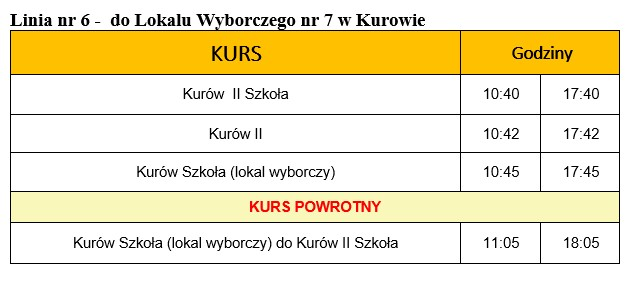 Linia nr 6 - do Lokalu Wyborczego nr 7 w Kurowie
KURS Godziny
Kurów II Szkoła 10:40 17:40
Kurów II 10:42 17:42
Kurów Szkoła (lokal wyborczy) 10:45 17:45
KURS POWROTNY
Kurów Szkoła (lokal wyborczy) do Kurów II Szkoła 11:05 18:05